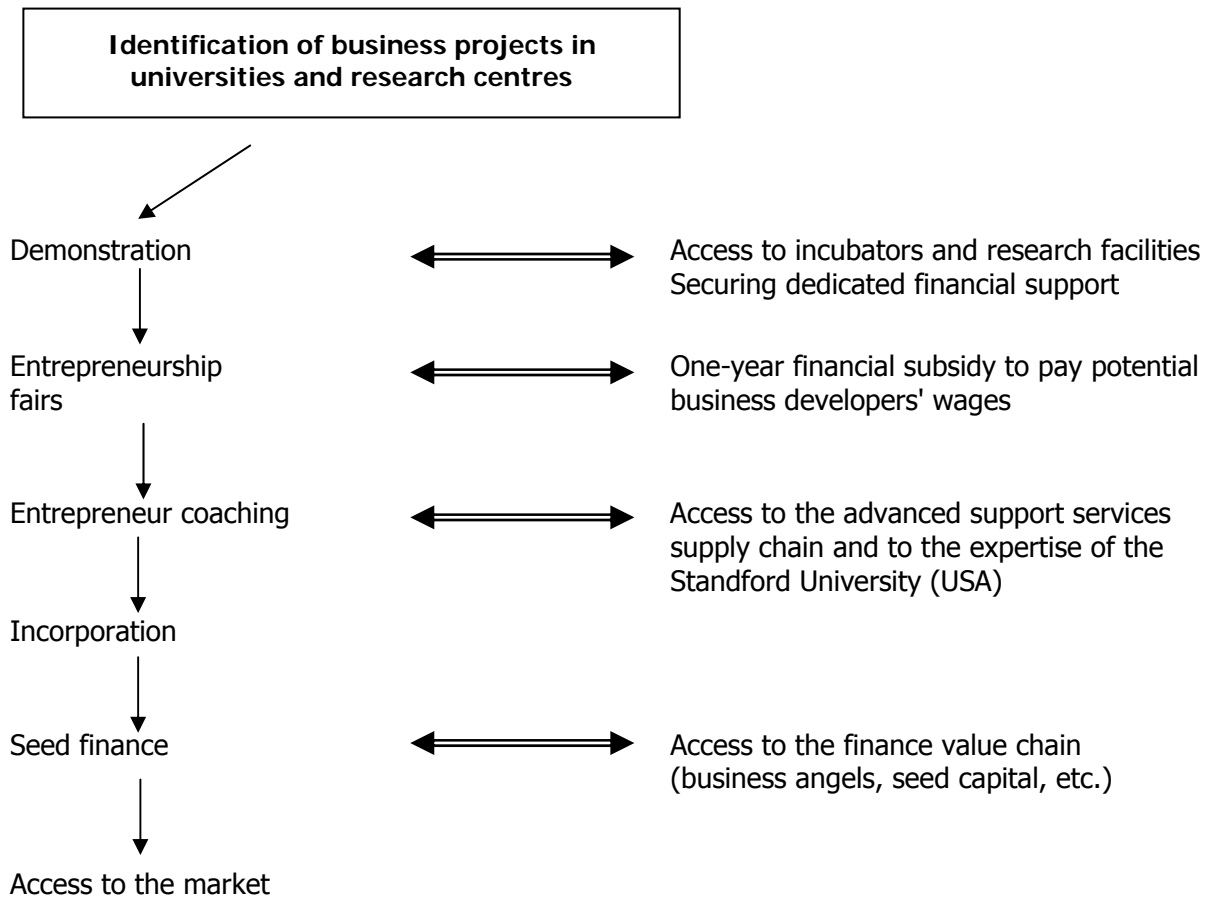 Identification of business projects in
universities and research centres
Demonstration
Access to incubators and research facilities
Securing dedicated financial support
Entrepreneurship
fairs
One-year financial subsidy to pay potential
business developers' wages
Entrepreneur coaching
Access to the advanced support services
supply chain and to the expertise of the
Standford University (USA)
Incorporation
Seed finance
Access to the finance value chain
(business angels, seed capital, etc.)
Access to the market